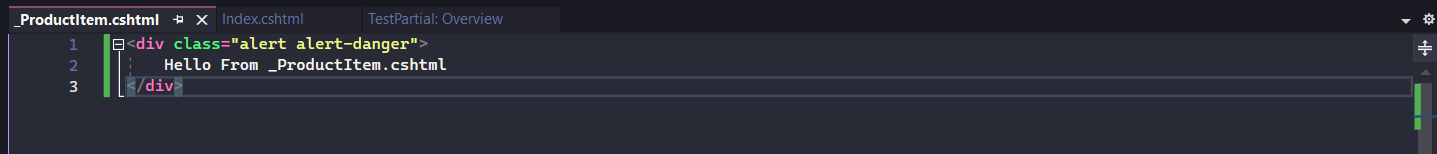 _ProductItem.cshtml Index.cshtml TestPartial: Overview
1 <div class="alert alert-danger">
2 Hello From _ProductItem.cshtml
3 </div>